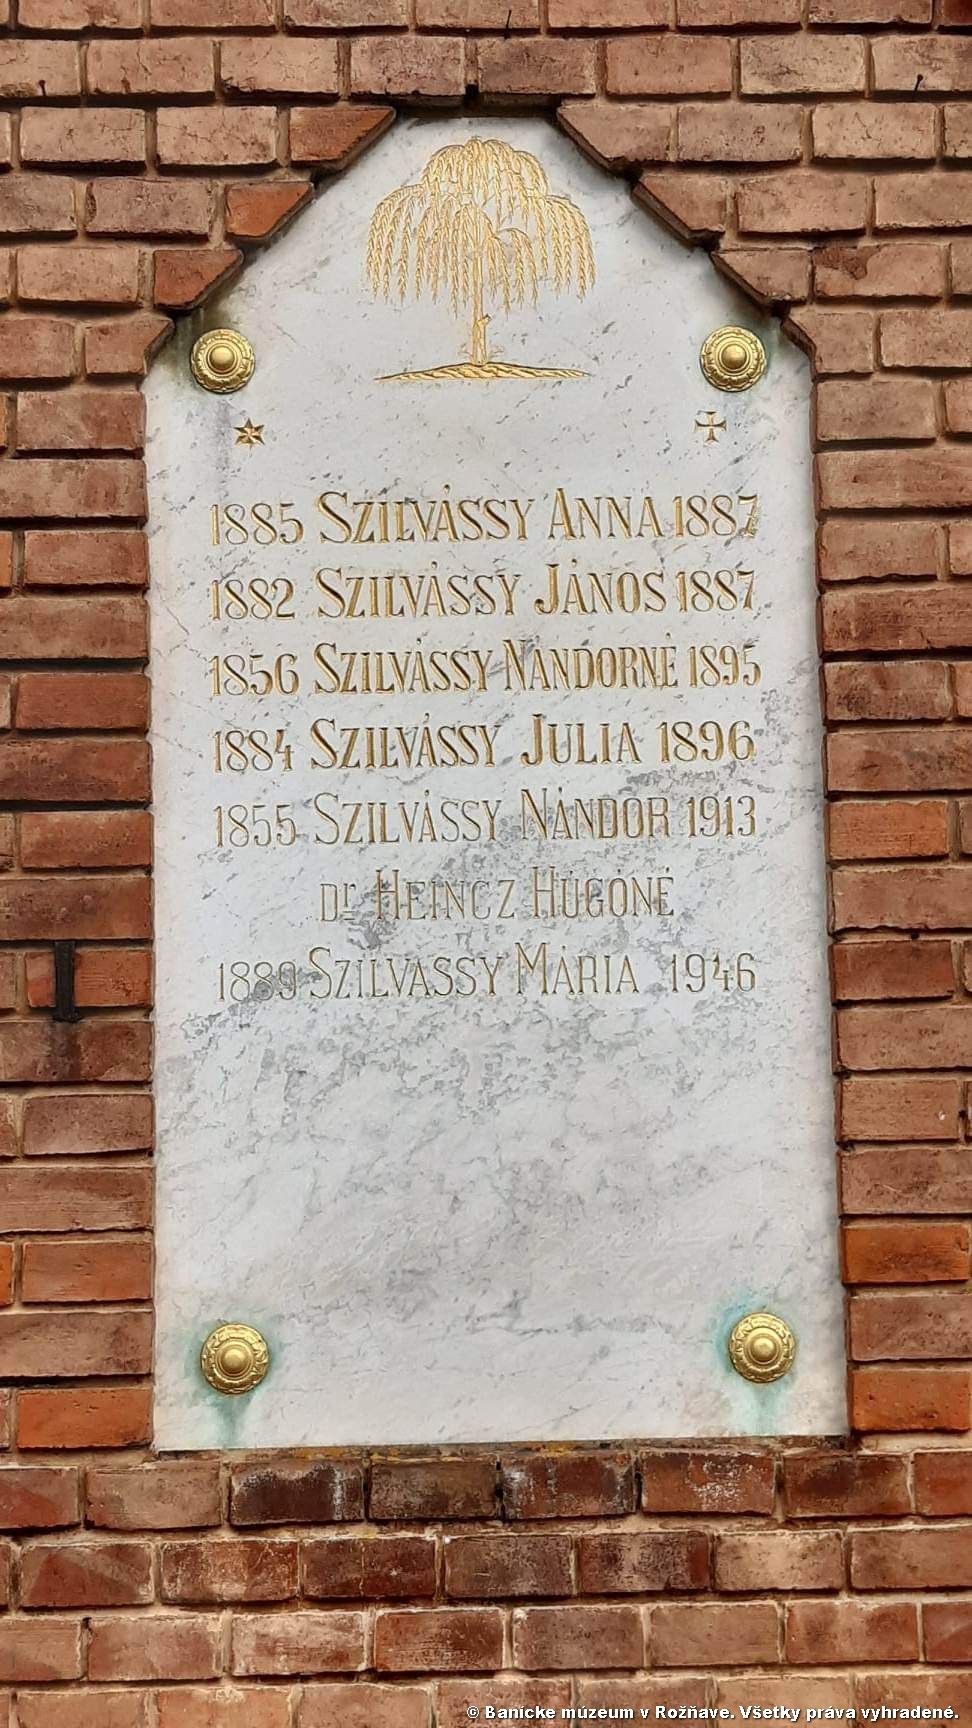 1885 SZILVÁSSY ANNA 1887
1882 SZILVÁSSY JÁNOS 1887
1856 SZILVÁSSY NÁNDORNÉ 1895
1884 SZILVÁSSY JULIA 1896
1855 SZILVÁSSY NÁNDOR 1913
dr. HEINCZ HUGÓNÉ
1889 SZILVASSY MÁRIA 1946
© Banícke múzeum v Rožňave. Všetky práva vyhradené.